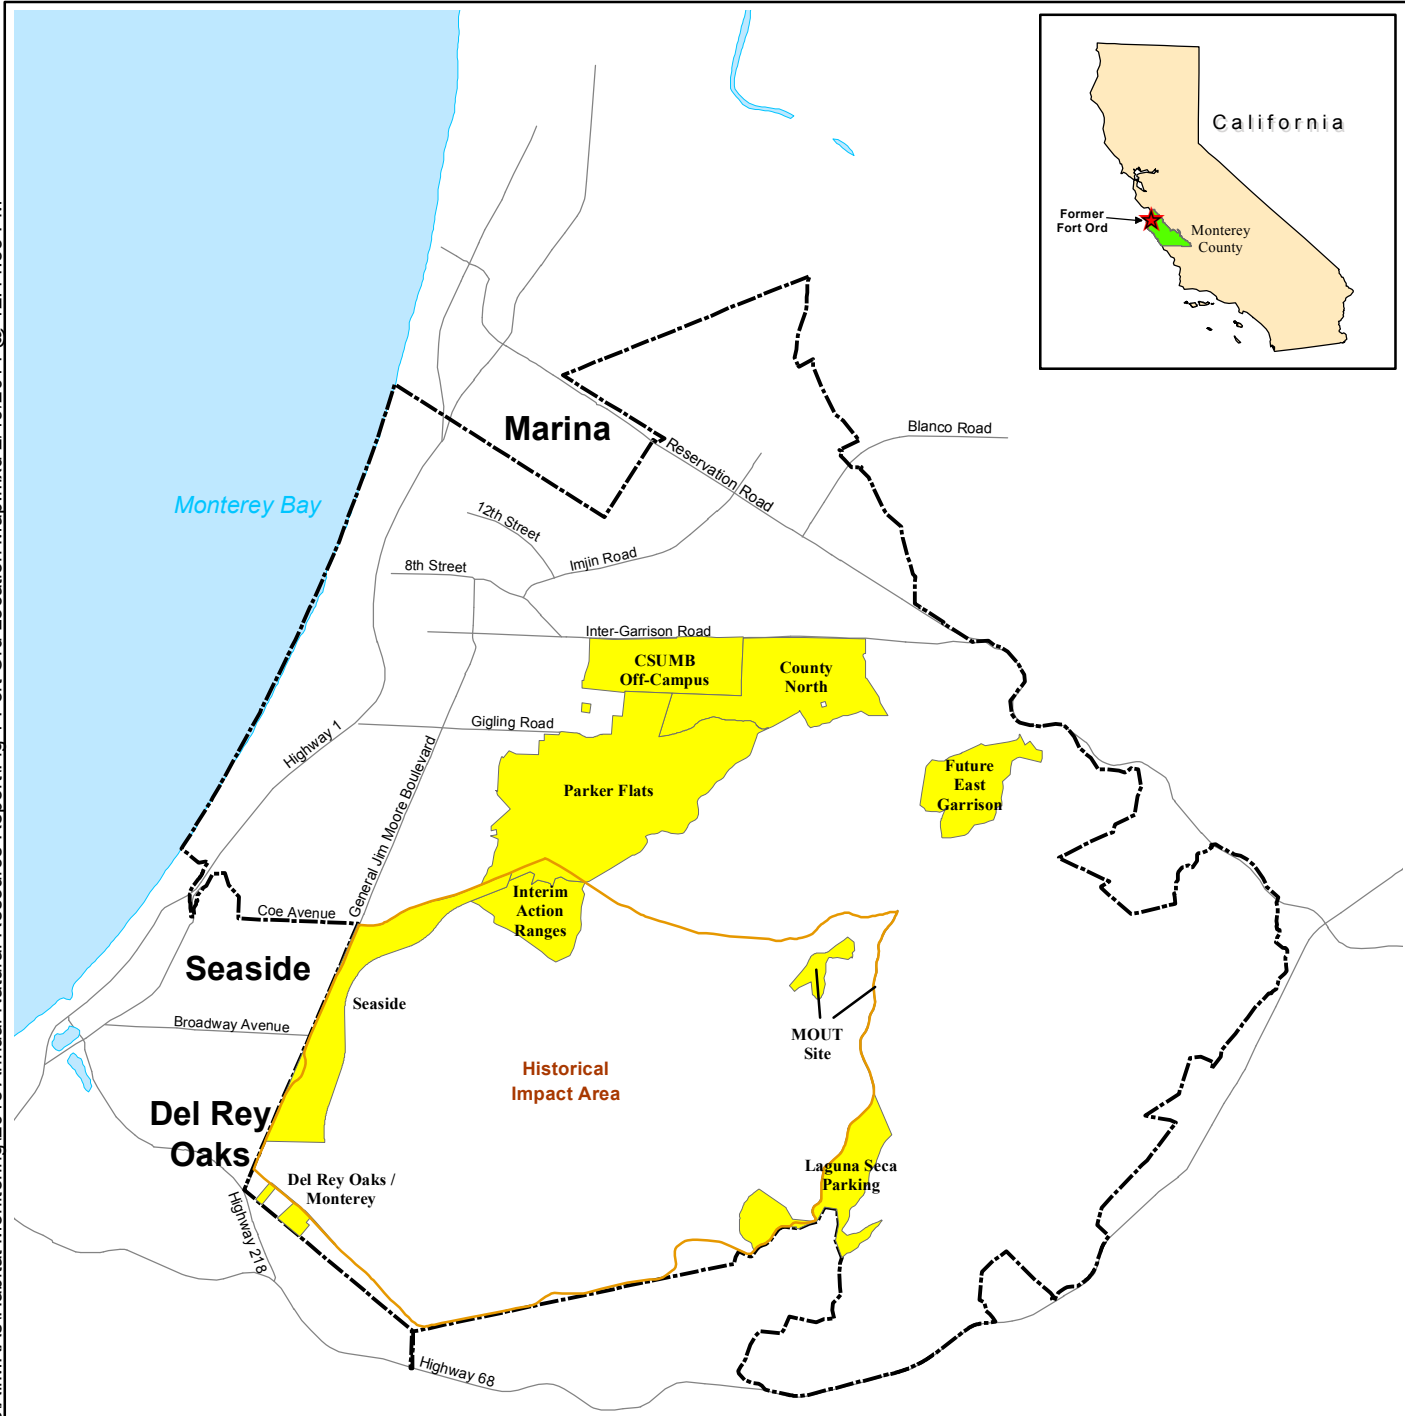 California
Former
Fort Ord
Monterey
County
Marina
Blanco Road
Reservation Road
Monterey Bay
12th Street
Imjin Road
8th Street
Inter-Garrison Road
CSUMB
Off-Campus
County
North
Gigling Road
Highway 1
General Jim Moore Boulevard
Parker Flats
Future
East
Garrison
Interim
Action
Ranges
Coe Avenue
Seaside
Seaside
Broadway Avenue
MOUT
Site
Historical
Impact Area
Del Rey
Oaks
Laguna Seca
Parking
Del Rey Oaks /
Monterey
Highway 218
Highway 68